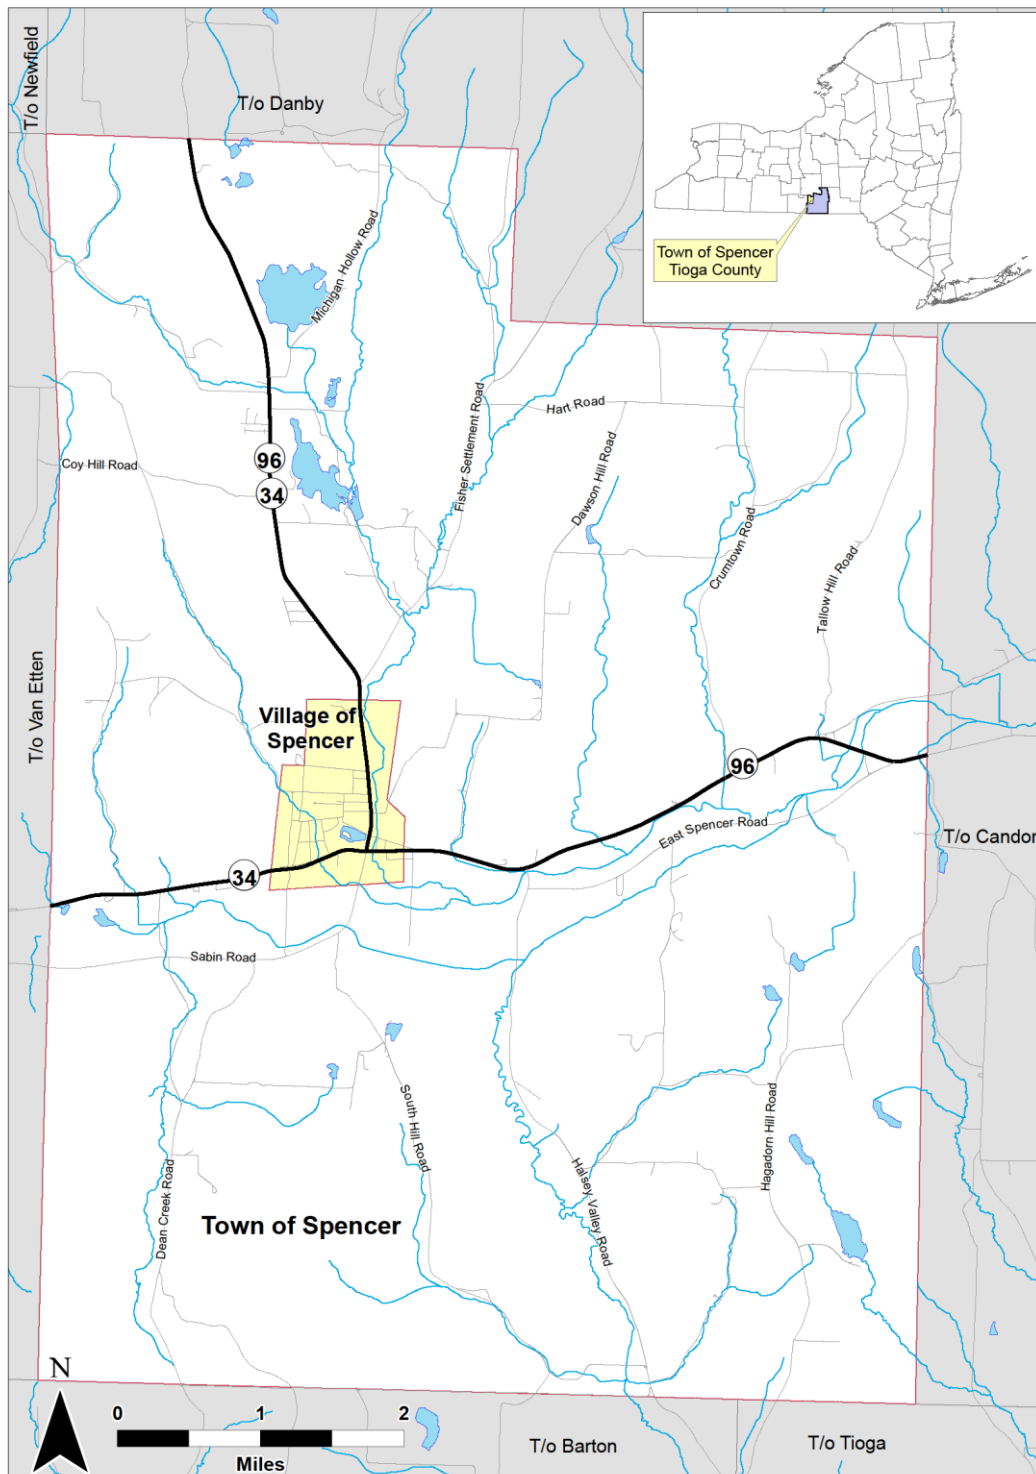 T/o Newfield
T/o Danby
Town of Spencer
Tioga County
Michigan Hollow Road
Fisher Settlement Road
Hart Road
Dawson Hill Road
Coy Hill Road
96
34
Crumtown Road
Tallow Hill Road
T/o Van Etten
Village of
Spencer
96
East Spencer Road
T/o Candor
34
Sabin Road
South Hill Road
Hagadorn Hill Road
Halsey Valley Road
Dean Creek Road
Town of Spencer
N
0 1 2
Miles
T/o Barton
T/o Tioga